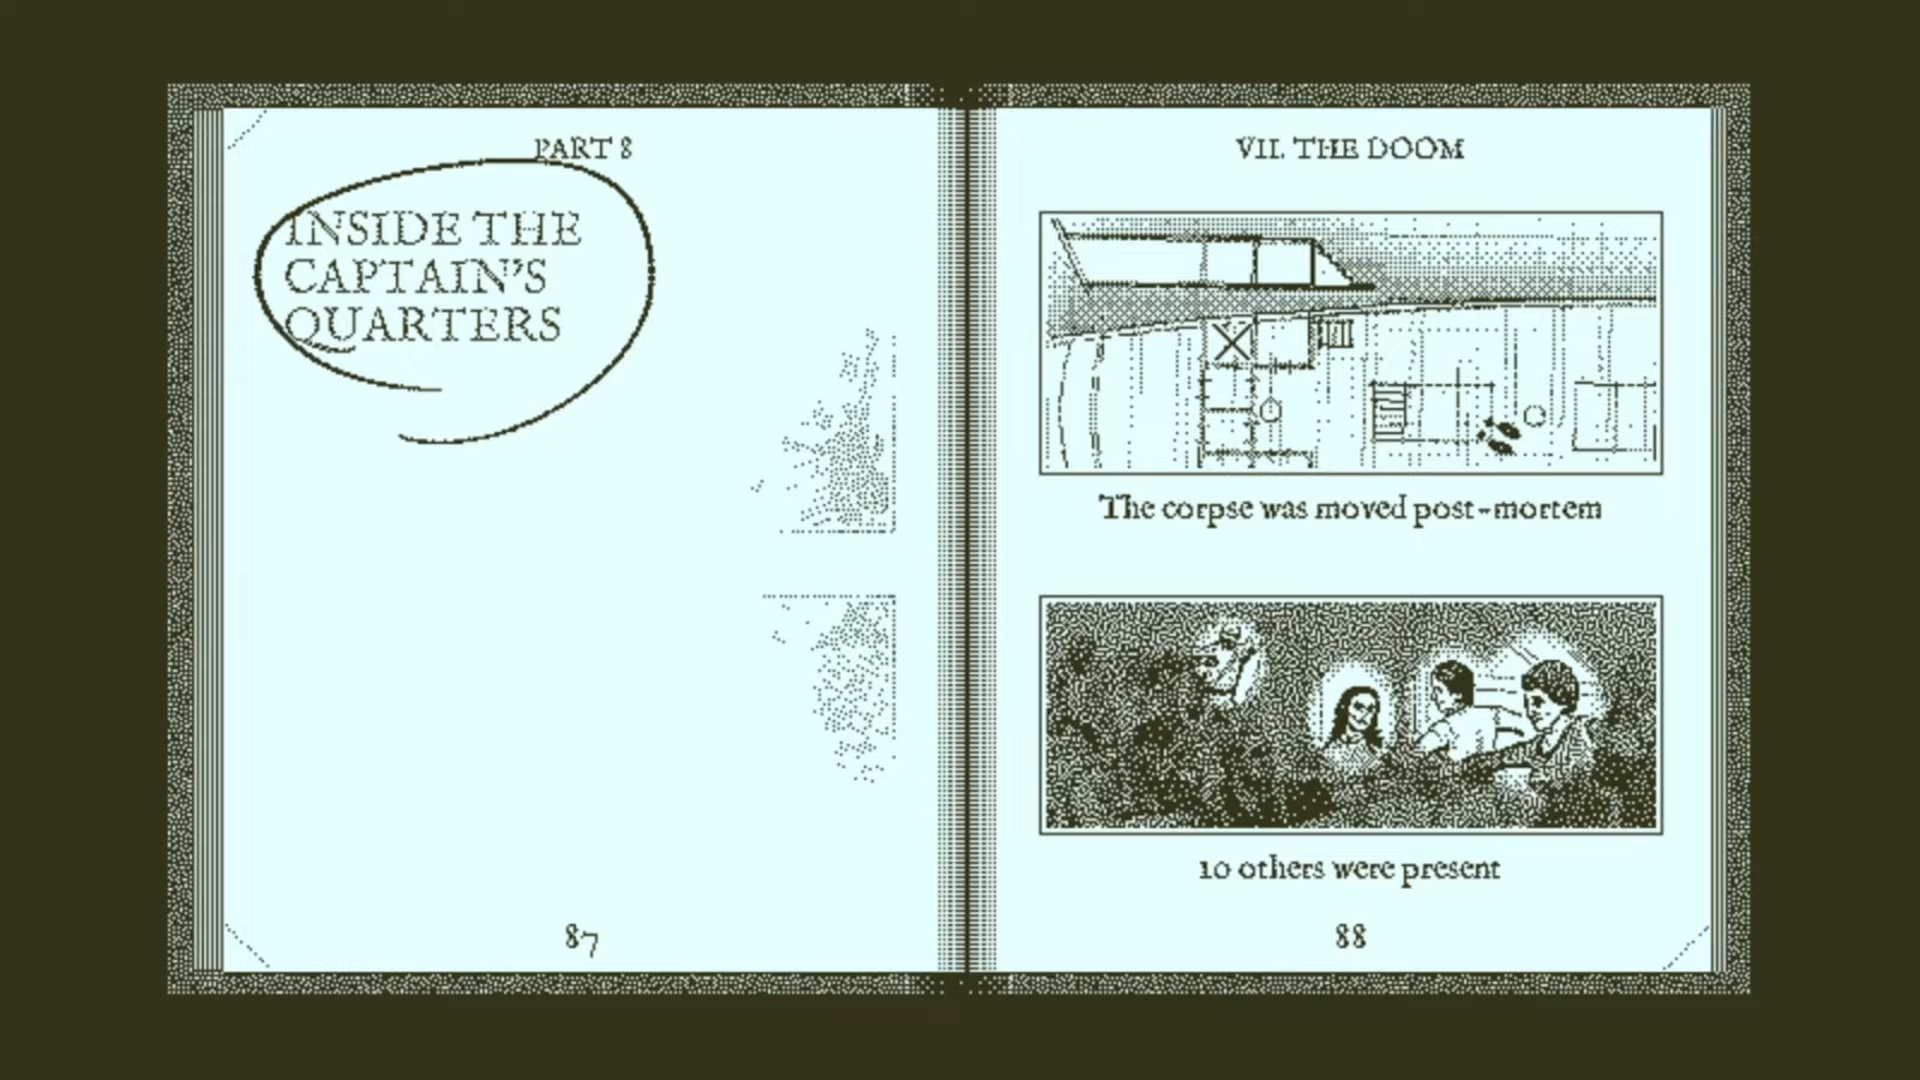 PART 8
INSIDE THE
CAPTAIN'S
QUARTERS
87
VII. THE DOOM
The corpse was moved post-mortem
10 others were present
88